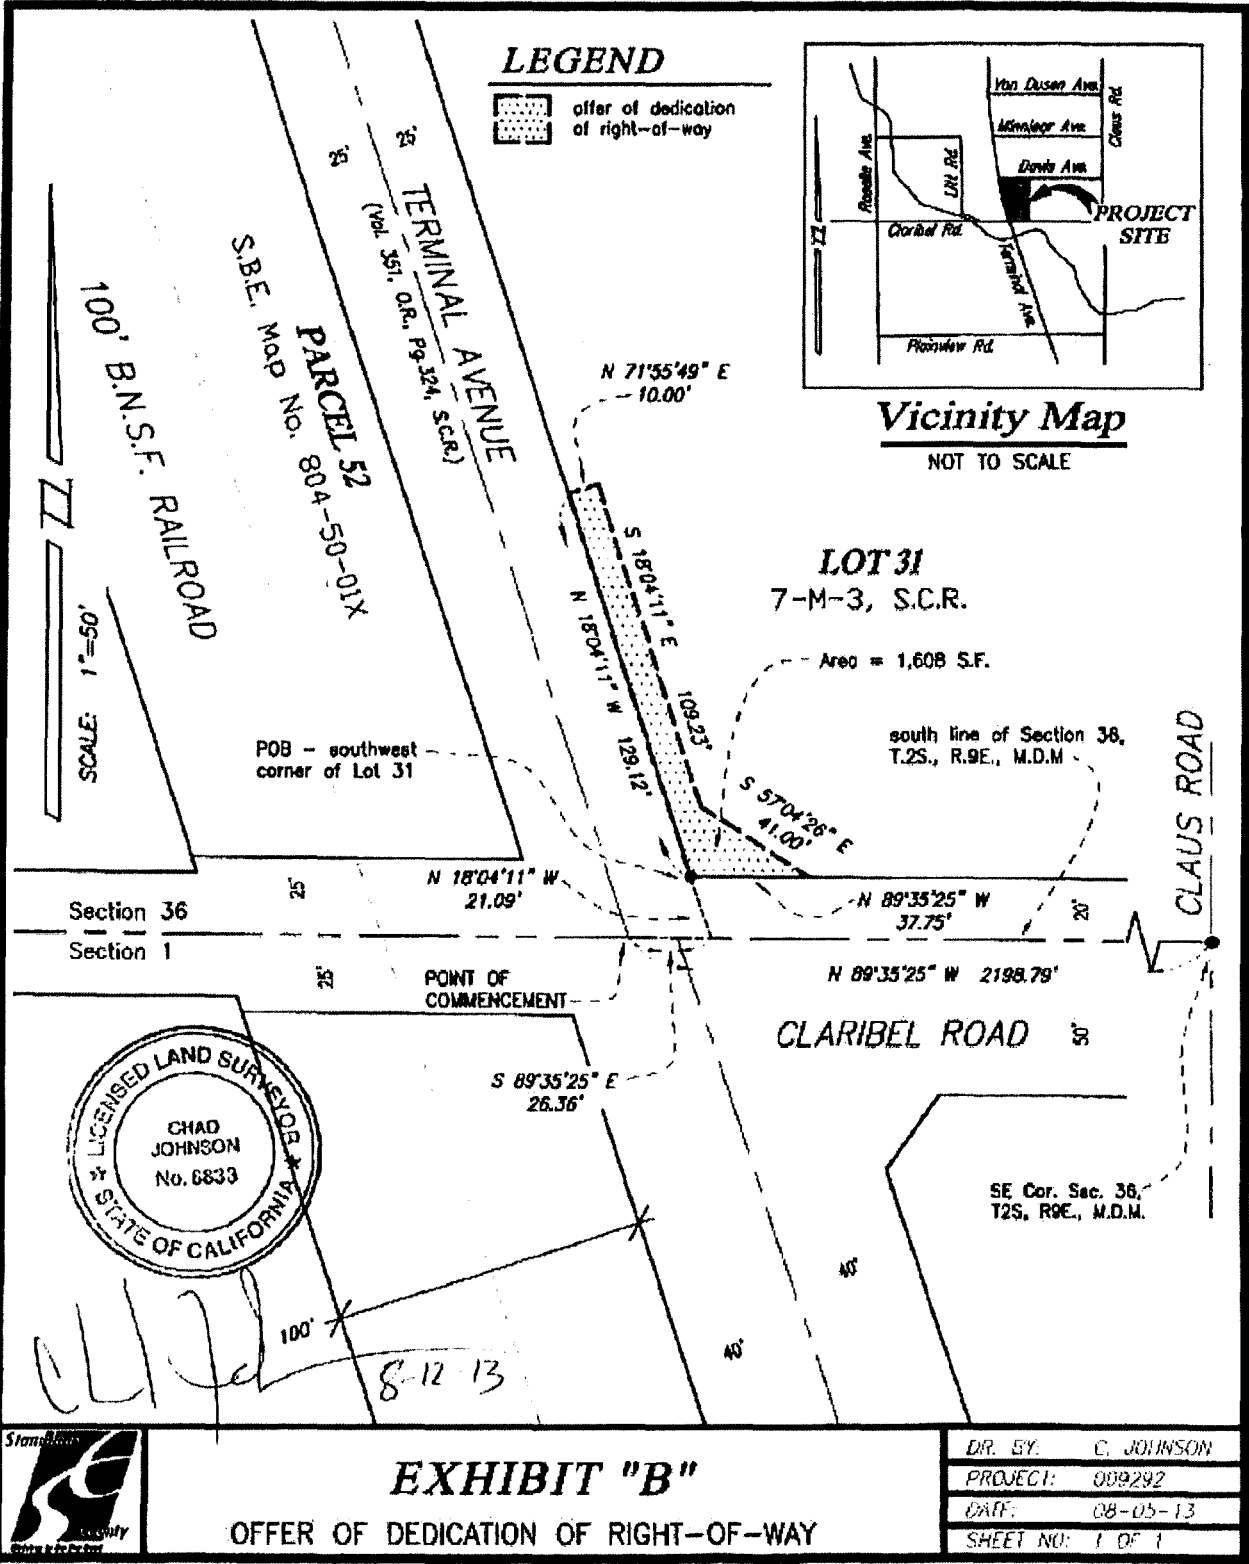 LEGEND
offer of dedication
of right-of-way
Van Dusen Ave.
Minniear Ave.
Davis Ave.
Claus Rd.
Roselle Ave.
Litt Rd.
PROJECT
SITE
Claribel Rd.
Terminal Ave.
Plainview Rd.
Vicinity Map
NOT TO SCALE
25'
25'
TERMINAL AVENUE
(Vol. 351, O.R., Pg.324, S.C.R.)
PARCEL 52
S.B.E. Map No. 804-50-01X
100' B.N.S.F. RAILROAD
SCALE: 1"=50'
N 71°55'49" E
10.00'
S 18°04'11" E
109.23'
N 18°04'11" W
129.12'
LOT 31
7-M-3, S.C.R.
Area = 1,608 S.F.
POB - southwest
corner of Lot 31
south line of Section 36,
T.2S., R.9E., M.D.M
S 57°04'26" E
41.00'
CLAUS ROAD
N 18°04'11" W
21.09'
25'
N 89°35'25" W
37.75'
20'
Section 36
Section 1
25'
POINT OF
COMMENCEMENT
N 89°35'25" W 2198.79'
CLARIBEL ROAD
50'
S 89°35'25" E
26.36'
LICENSED LAND SURVEYOR
CHAD
JOHNSON
No. 6833
STATE OF CALIFORNIA
SE Cor. Sec. 36,
T2S, R9E., M.D.M.
100'
40'
40'
8-12-13
Stanislaus
County
EXHIBIT "B"
OFFER OF DEDICATION OF RIGHT-OF-WAY
DR. BY: C. JOHNSON
PROJECT: 009292
DATE: 08-05-13
SHEET NO: 1 OF 1